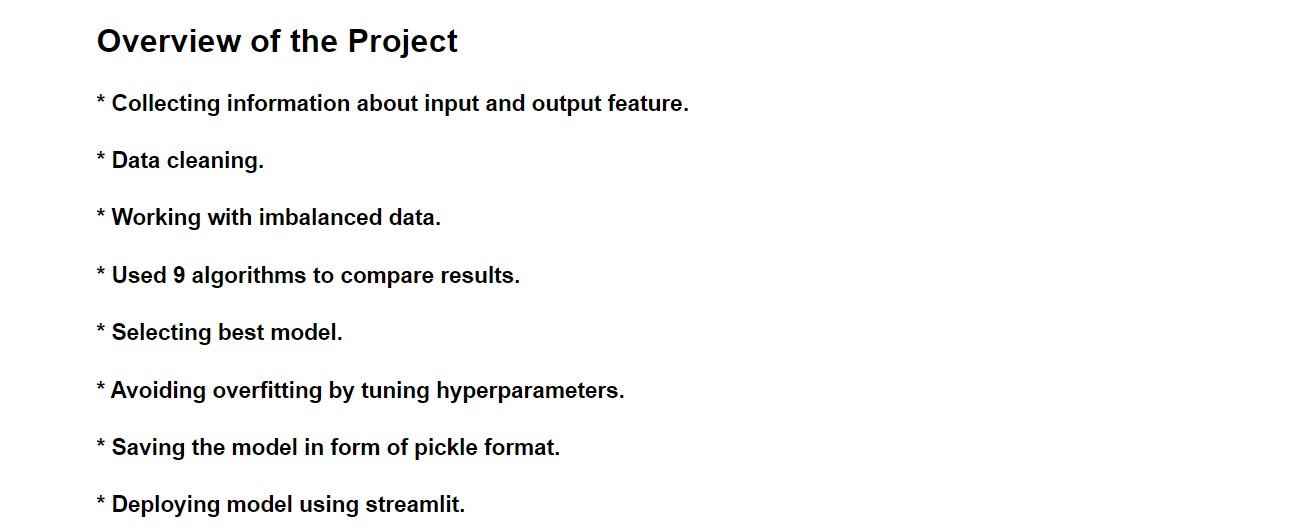 Overview of the Project
* Collecting information about input and output feature.
* Data cleaning.
* Working with imbalanced data.
* Used 9 algorithms to compare results.
* Selecting best model.
* Avoiding overfitting by tuning hyperparameters.
* Saving the model in form of pickle format.
* Deploying model using streamlit.